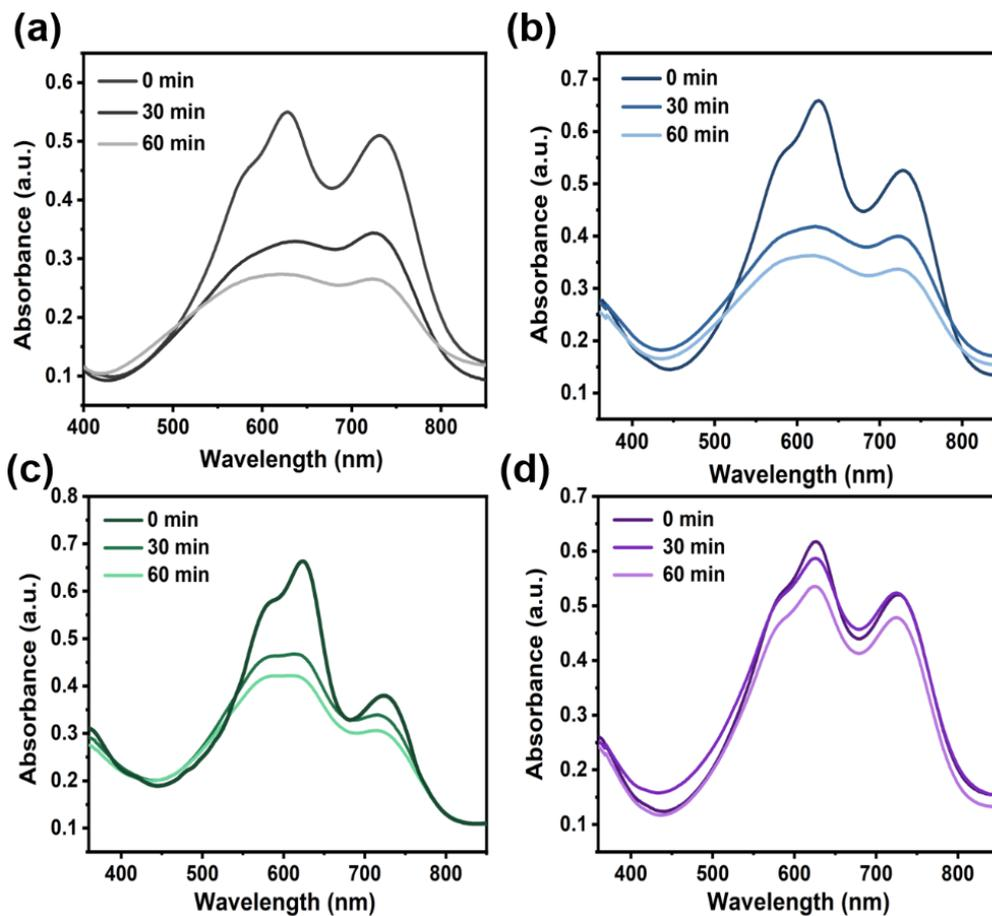 (a)
0 min
30 min
60 min
0.6
0.5
0.4
0.3
0.2
0.1
Absorbance (a.u.)
400 500 600 700 800
Wavelength (nm)
(b)
0 min
30 min
60 min
0.7
0.6
0.5
0.4
0.3
0.2
0.1
Absorbance (a.u.)
400 500 600 700 800
Wavelength (nm)
(c)
0 min
30 min
60 min
0.8
0.7
0.6
0.5
0.4
0.3
0.2
0.1
Absorbance (a.u.)
400 500 600 700 800
Wavelength (nm)
(d)
0 min
30 min
60 min
0.7
0.6
0.5
0.4
0.3
0.2
0.1
Absorbance (a.u.)
400 500 600 700 800
Wavelength (nm)